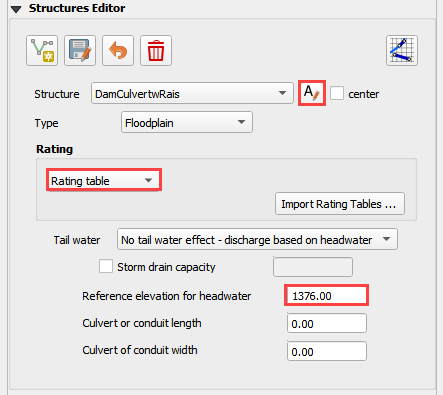 Structures Editor
Structure DamCulvertwRais A center
Type Floodplain
Rating
Rating table
Import Rating Tables ...
Tail water No tail water effect - discharge based on headwater
Storm drain capacity
Reference elevation for headwater 1376.00
Culvert or conduit length 0.00
Culvert of conduit width 0.00